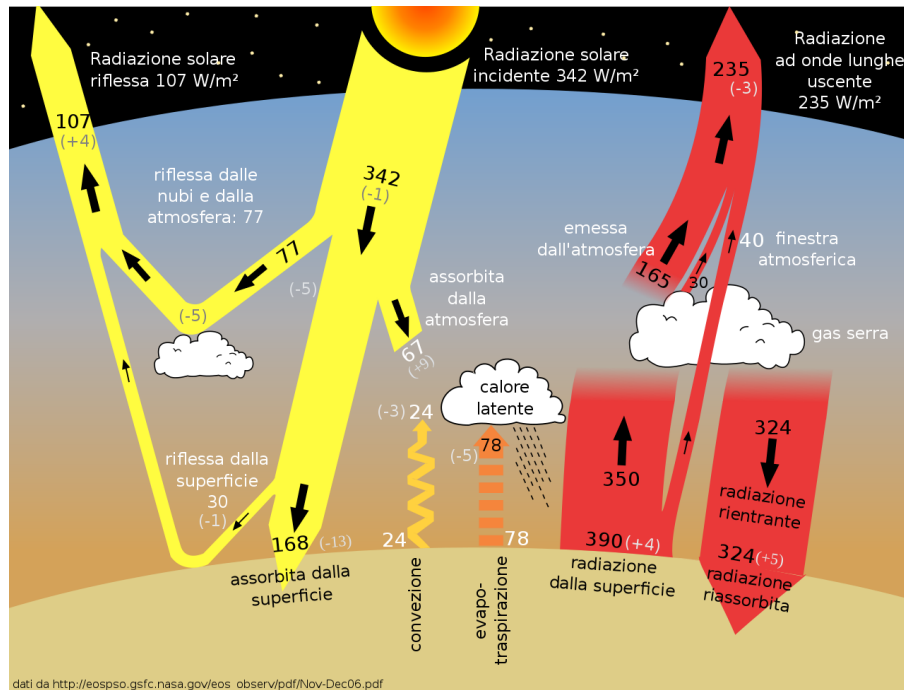 Radiazione solare
riflessa 107 W/m²
Radiazione solare
incidente 342 W/m²
Radiazione
ad onde lunghe
uscente
235 W/m²
235
(-3)
107
(+4)
342
(-1)
riflessa dalle
nubi e dalla
atmosfera: 77
77
(-5)
(-5)
emessa
dall'atmosfera
165
30
40
finestra
atmosferica
assorbita
dalla
atmosfera
67
(+9)
gas serra
calore
latente
(-3) 24
78
(-5)
riflessa dalla
superficie
30
(-1)
350
324
radiazione
rientrante
168
(-13)
24
78
390 (+4)
324 (+5)
assorbita dalla
superficie
convezione
evapo-
traspirazione
radiazione
dalla superficie
radiazione
riassorbita
dati da http://eospso.gsfc.nasa.gov/eos_observ/pdf/Nov-Dec06.pdf